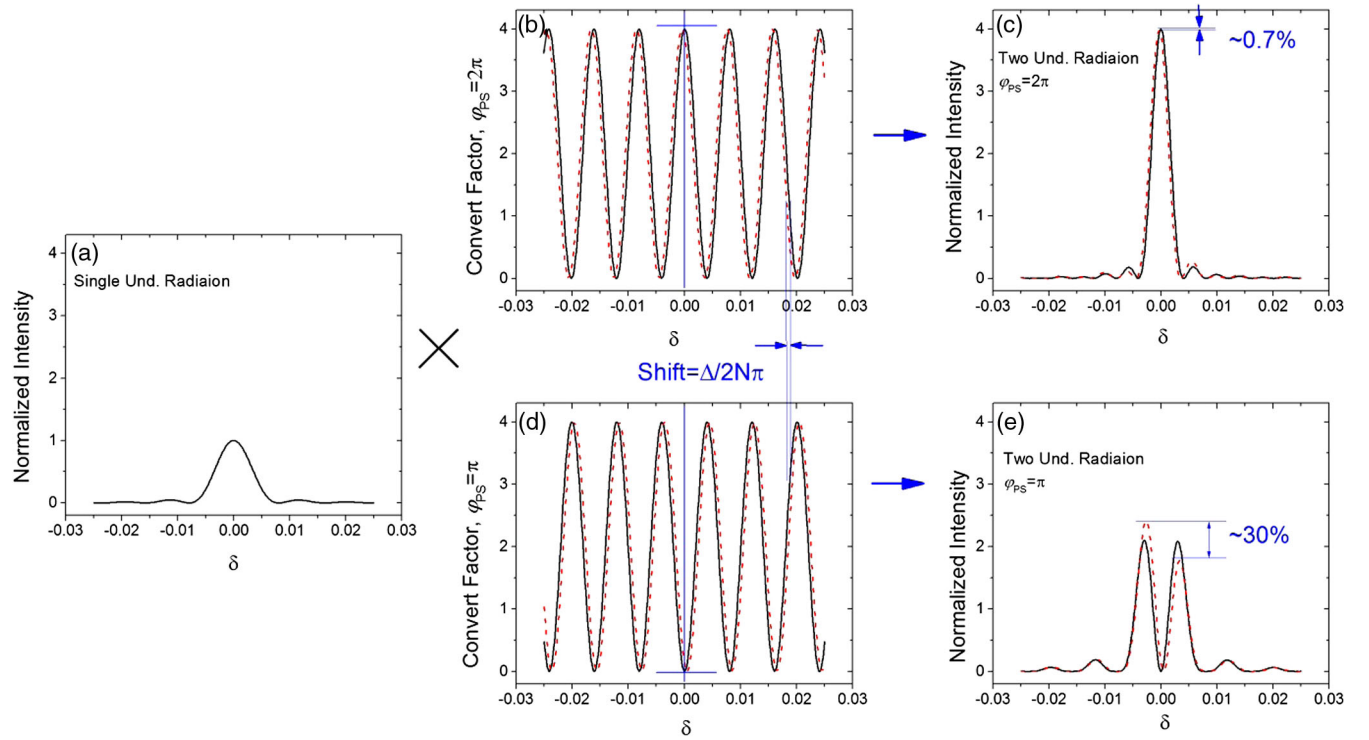 (a)
Single Und. Radiaion
Normalized Intensity
4
3
2
1
0
-0.03 -0.02 -0.01 0.00 0.01 0.02 0.03
δ
(b)
Convert Factor, φPS=2π
4
3
2
1
0
-0.03 -0.02 -0.01 0.00 0.01 0.02 0.03
δ
(c)
~0.7%
Two Und. Radiaion
φPS=2π
Normalized Intensity
4
3
2
1
0
-0.03 -0.02 -0.01 0.00 0.01 0.02 0.03
δ
Shift=Δ/2Nπ
(d)
Convert Factor, φPS=π
4
3
2
1
0
-0.03 -0.02 -0.01 0.00 0.01 0.02 0.03
δ
(e)
Two Und. Radiaion
φPS=π
~30%
Normalized Intensity
4
3
2
1
0
-0.03 -0.02 -0.01 0.00 0.01 0.02 0.03
δ